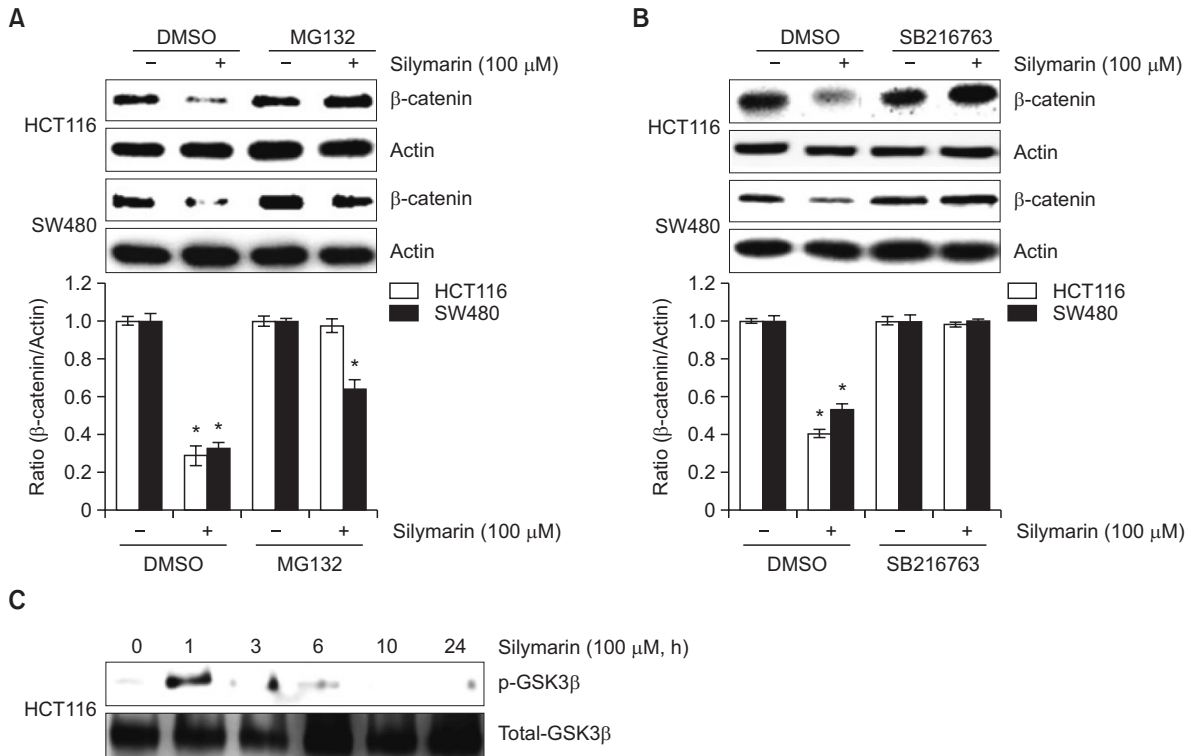 A
DMSO MG132
– + – + Silymarin (100 μM)
HCT116
β-catenin
Actin
SW480
β-catenin
Actin
Ratio (β-catenin/Actin)
1.2
1.0
0.8
0.6
0.4
0.2
0
* * *
HCT116
SW480
– + – + Silymarin (100 μM)
DMSO MG132
B
DMSO SB216763
– + – + Silymarin (100 μM)
HCT116
β-catenin
Actin
SW480
β-catenin
Actin
Ratio (β-catenin/Actin)
1.2
1.0
0.8
0.6
0.4
0.2
0
* *
HCT116
SW480
– + – + Silymarin (100 μM)
DMSO SB216763
C
0 1 3 6 10 24 Silymarin (100 μM, h)
HCT116
p-GSK3β
Total-GSK3β